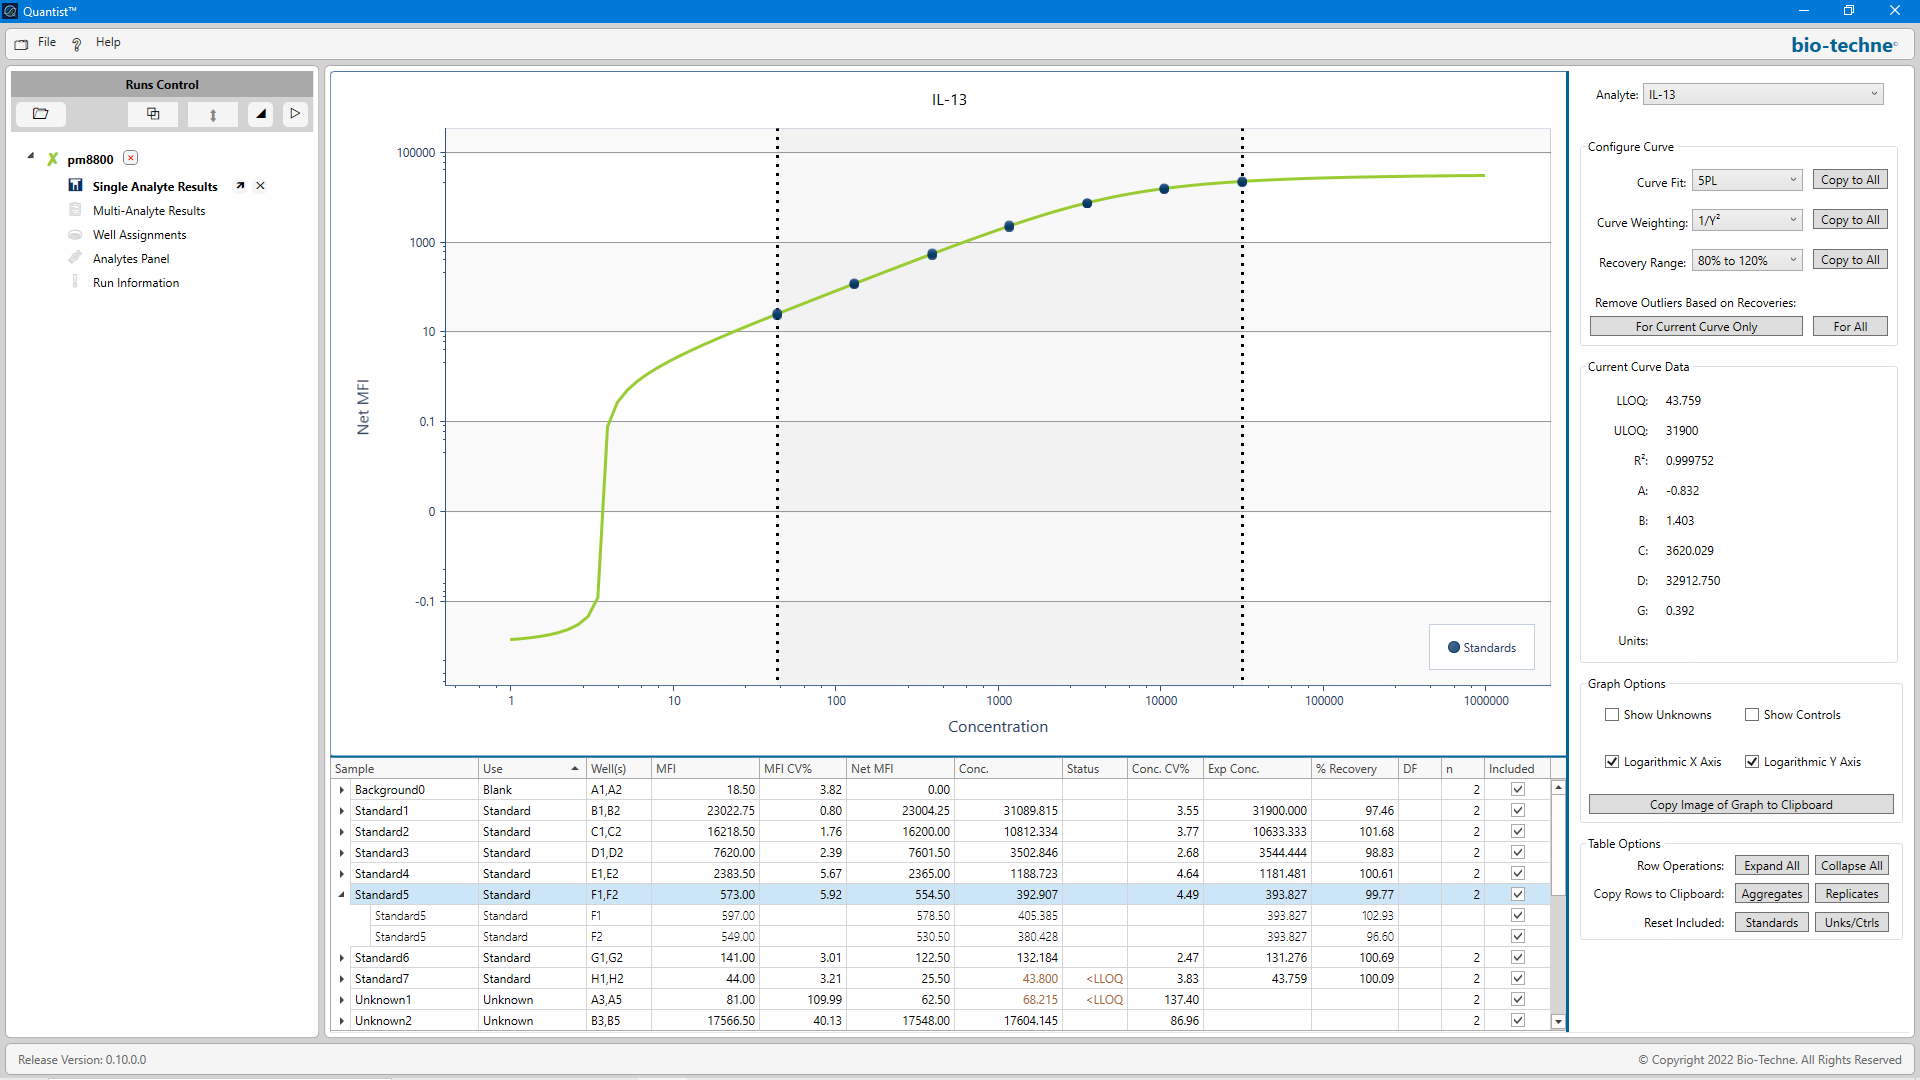 Quantist™
File
Help
bio-techne
Runs Control
pm8800
Single Analyte Results
Multi-Analyte Results
Well Assignments
Analytes Panel
Run Information
IL-13
Net MFI
100000
1000
10
0.1
0
-0.1
1 10 100 1000 10000 100000 1000000
Concentration
Standards
Analyte: IL-13
Configure Curve
Curve Fit: 5PL Copy to All
Curve Weighting: 1/Y² Copy to All
Recovery Range: 80% to 120% Copy to All
Remove Outliers Based on Recoveries:
For Current Curve Only For All
Current Curve Data
LLOQ: 43.759
ULOQ: 31900
R²: 0.999752
A: -0.832
B: 1.403
C: 3620.029
D: 32912.750
G: 0.392
Units:
Graph Options
Show Unknowns Show Controls
Logarithmic X Axis Logarithmic Y Axis
Copy Image of Graph to Clipboard
Table Options
Row Operations: Expand All Collapse All
Copy Rows to Clipboard: Aggregates Replicates
Reset Included: Standards Unks/Ctrls
Sample Use Well(s) MFI MFI CV% Net MFI Conc. Status Conc. CV% Exp Conc. % Recovery DF n Included
Background0 Blank A1,A2 18.50 3.82 0.00 2
Standard1 Standard B1,B2 23022.75 0.80 23004.25 31089.815 3.55 31900.000 97.46 2
Standard2 Standard C1,C2 16218.50 1.76 16200.00 10812.334 3.77 10633.333 101.68 2
Standard3 Standard D1,D2 7620.00 2.39 7601.50 3502.846 2.68 3544.444 98.83 2
Standard4 Standard E1,E2 2383.50 5.67 2365.00 1188.723 4.64 1181.481 100.61 2
Standard5 Standard F1,F2 573.00 5.92 554.50 392.907 4.49 393.827 99.77 2
Standard5 Standard F1 597.00 578.50 405.385 393.827 102.93
Standard5 Standard F2 549.00 530.50 380.428 393.827 96.60
Standard6 Standard G1,G2 141.00 3.01 122.50 132.184 2.47 131.276 100.69 2
Standard7 Standard H1,H2 44.00 3.21 25.50 43.800 <LLOQ 3.83 43.759 100.09 2
Unknown1 Unknown A3,A5 81.00 109.99 62.50 68.215 <LLOQ 137.40 2
Unknown2 Unknown B3,B5 17566.50 40.13 17548.00 17604.145 86.96 2
Release Version: 0.10.0.0
© Copyright 2022 Bio-Techne. All Rights Reserved